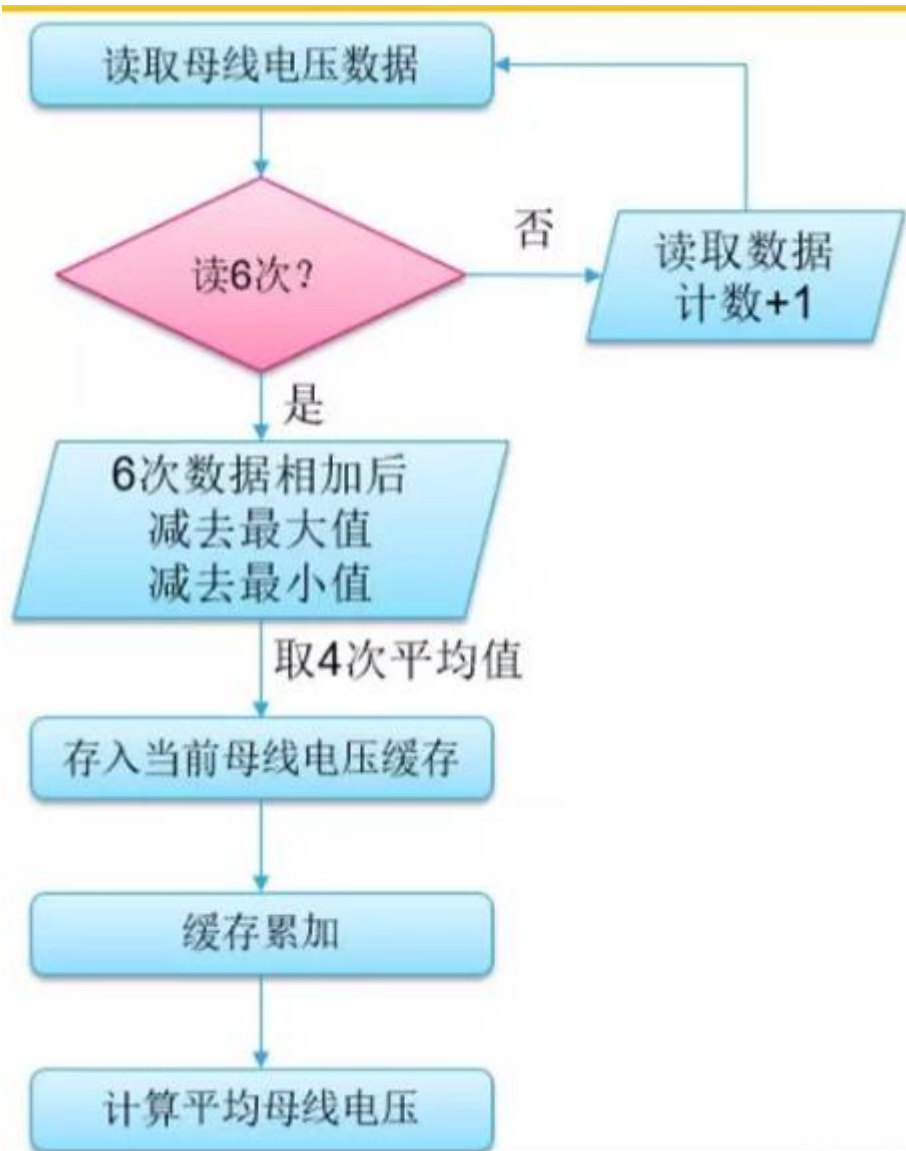 读取母线电压数据
读6次？
否
读取数据
计数+1
是
6次数据相加后
减去最大值
减去最小值
取4次平均值
存入当前母线电压缓存
缓存累加
计算平均母线电压